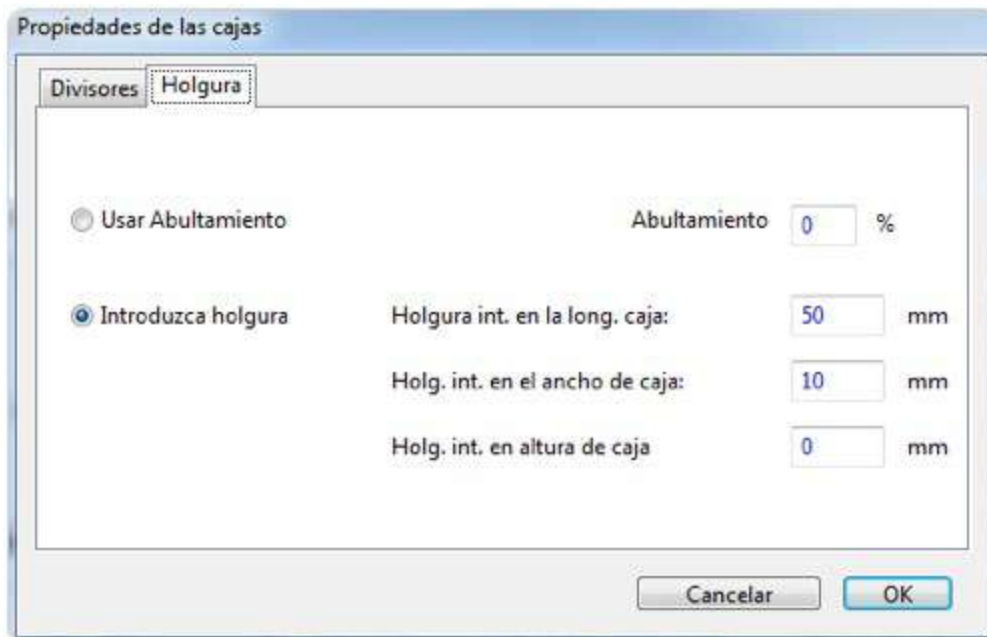 Propiedades de las cajas
Divisores Holgura
Usar Abultamiento Abultamiento 0 %
Introduzca holgura Holgura int. en la long. caja: 50 mm
Holg. int. en el ancho de caja: 10 mm
Holg. int. en altura de caja 0 mm
Cancelar OK